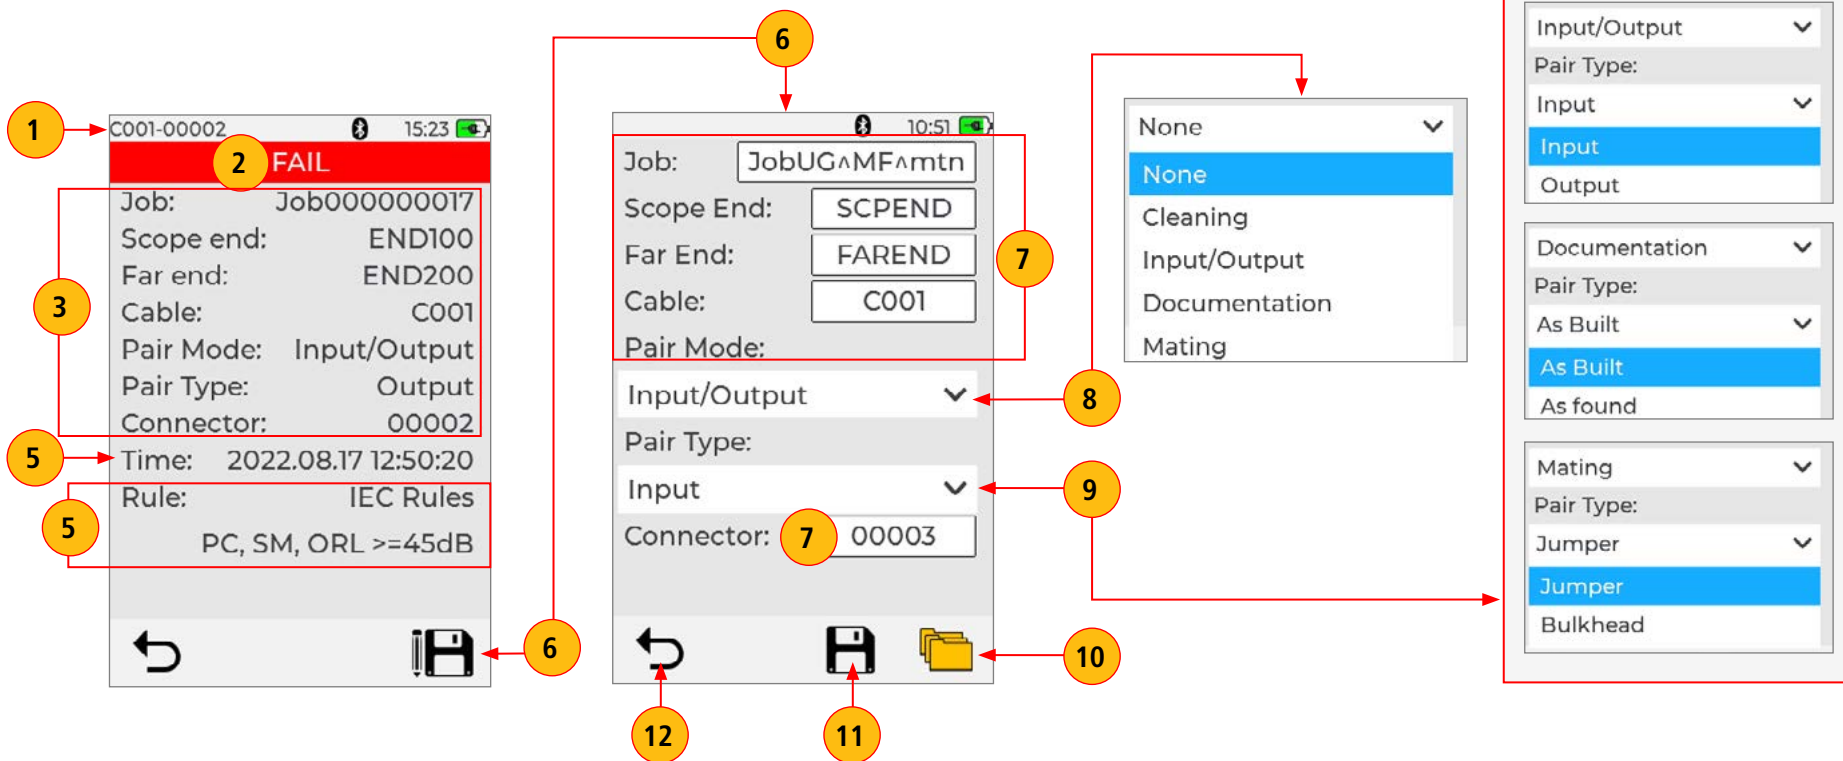 1
C001-00002 15:23
2 FAIL
3
Job: Job000000017
Scope end: END100
Far end: END200
Cable: C001
Pair Mode: Input/Output
Pair Type: Output
Connector: 00002
5
Time: 2022.08.17 12:50:20
5
Rule: IEC Rules
PC, SM, ORL >=45dB
6
6
10:51
Job: JobUG^MF^mtn
Scope End: SCPEND
Far End: FAREND
7
Cable: C001
Pair Mode:
Input/Output
8
Pair Type:
Input
9
Connector: 7 00003
10
12
11
None
None
Cleaning
Input/Output
Documentation
Mating
Input/Output
Pair Type:
Input
Input
Output
Documentation
Pair Type:
As Built
As Built
As found
Mating
Pair Type:
Jumper
Jumper
Bulkhead